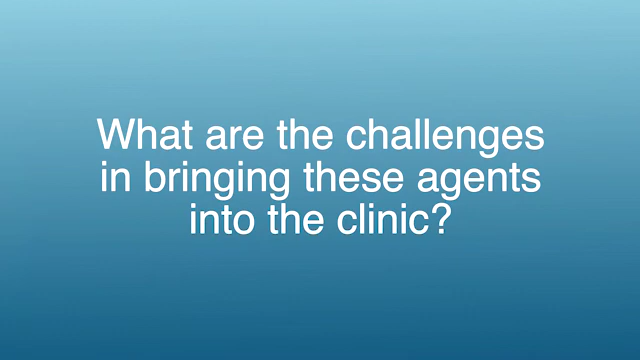 What are the challenges
in bringing these agents
into the clinic?